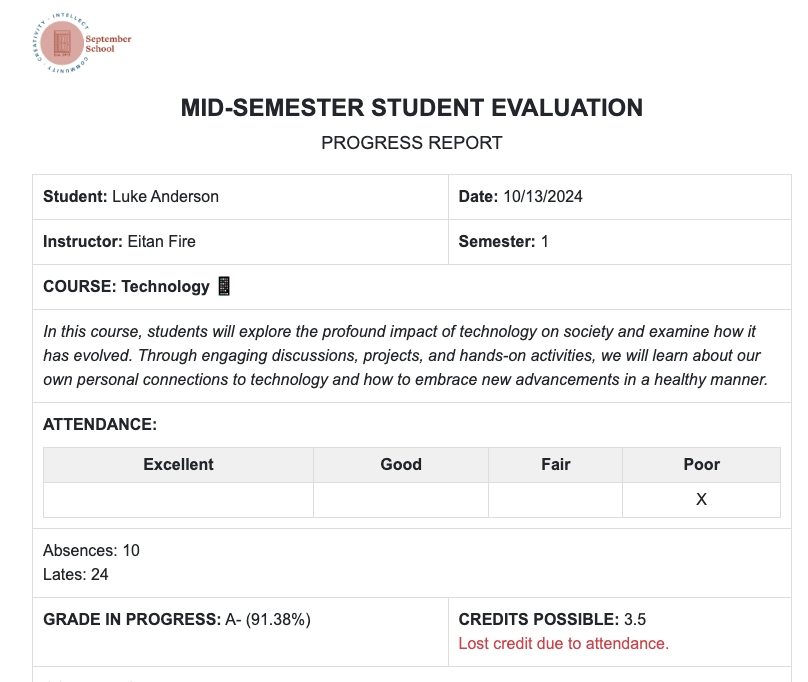 CREATIVITY · INTELLECT · COMMUNITY ·
September
School
MID-SEMESTER STUDENT EVALUATION
PROGRESS REPORT
Student: Luke Anderson
Date: 10/13/2024
Instructor: Eitan Fire
Semester: 1
COURSE: Technology 📱
In this course, students will explore the profound impact of technology on society and examine how it
has evolved. Through engaging discussions, projects, and hands-on activities, we will learn about our
own personal connections to technology and how to embrace new advancements in a healthy manner.
ATTENDANCE:
Excellent Good Fair Poor
X
Absences: 10
Lates: 24
GRADE IN PROGRESS: A- (91.38%)
CREDITS POSSIBLE: 3.5
Lost credit due to attendance.